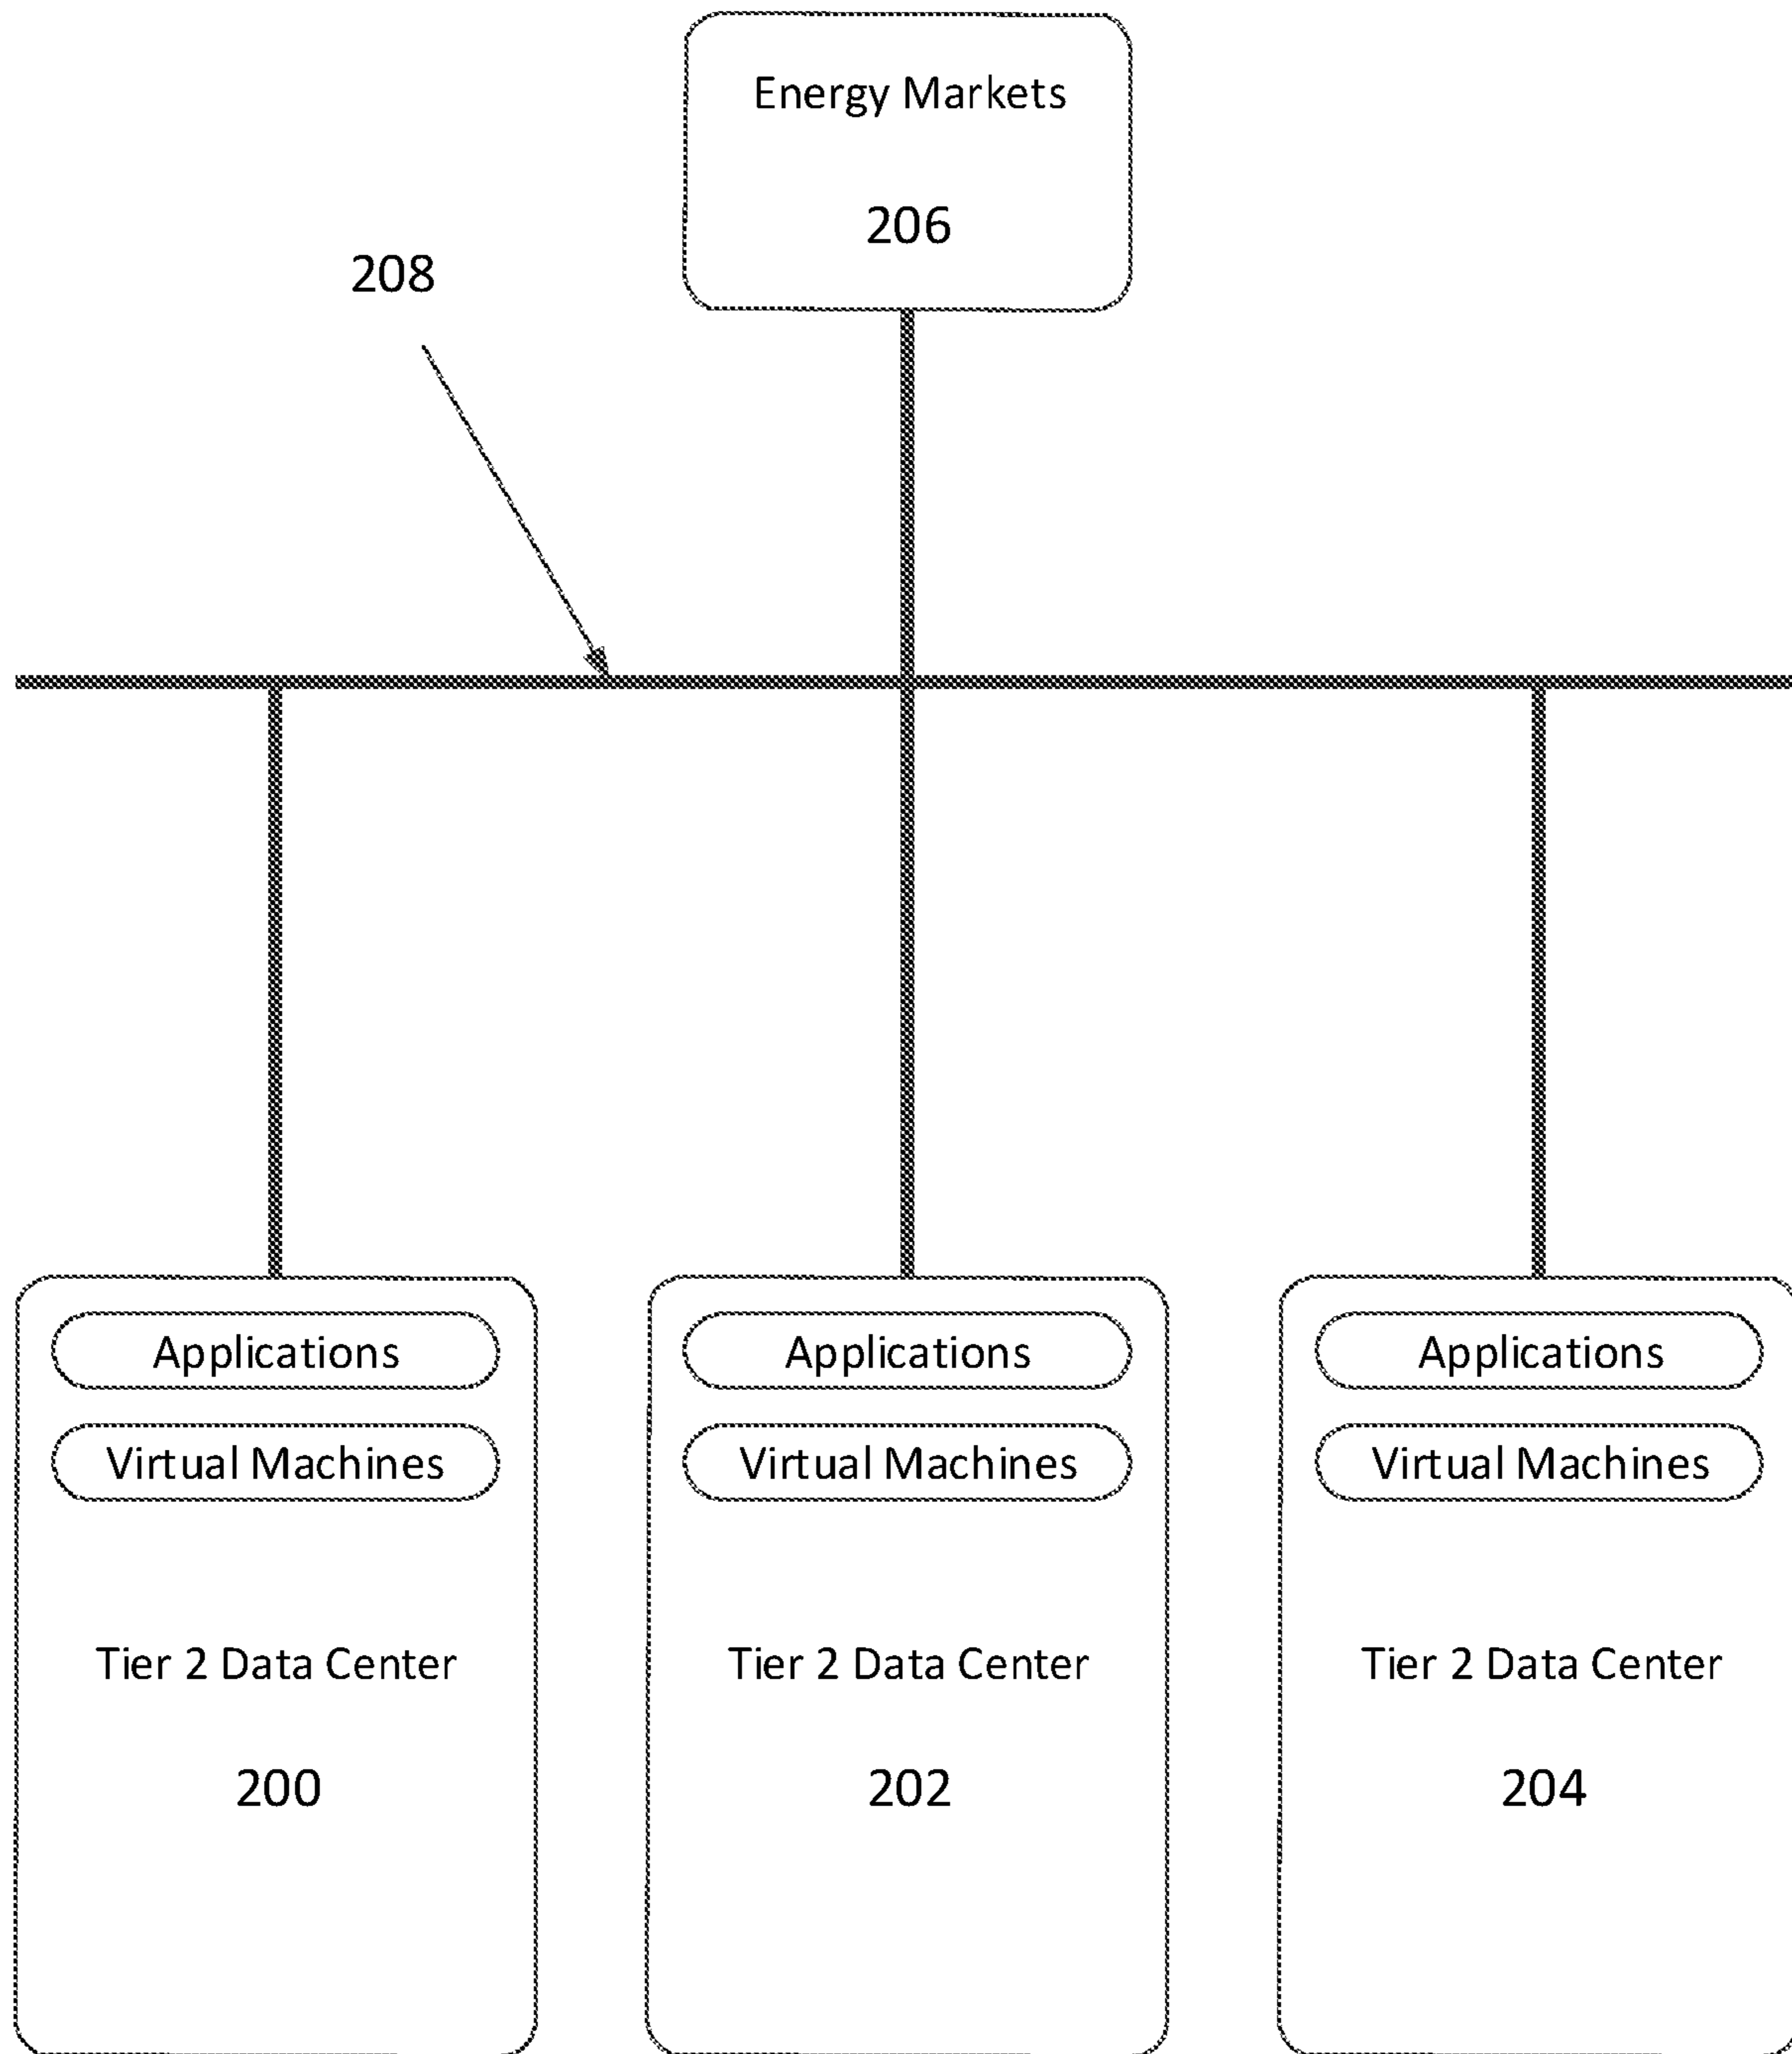 Energy Markets
206
208
Applications
Virtual Machines
Tier 2 Data Center
200
Applications
Virtual Machines
Tier 2 Data Center
202
Applications
Virtual Machines
Tier 2 Data Center
204